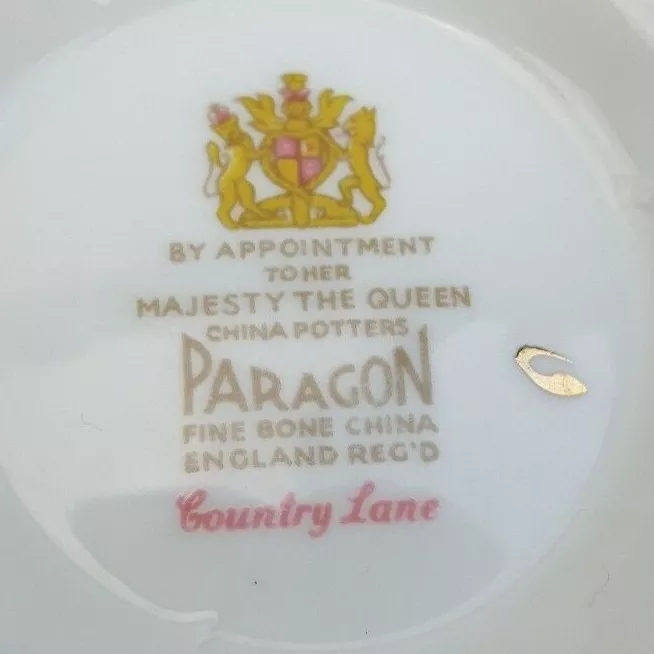 BY APPOINTMENT
TO HER
MAJESTY THE QUEEN
CHINA POTTERS
PARAGON
FINE BONE CHINA
ENGLAND REG'D
Country Lane